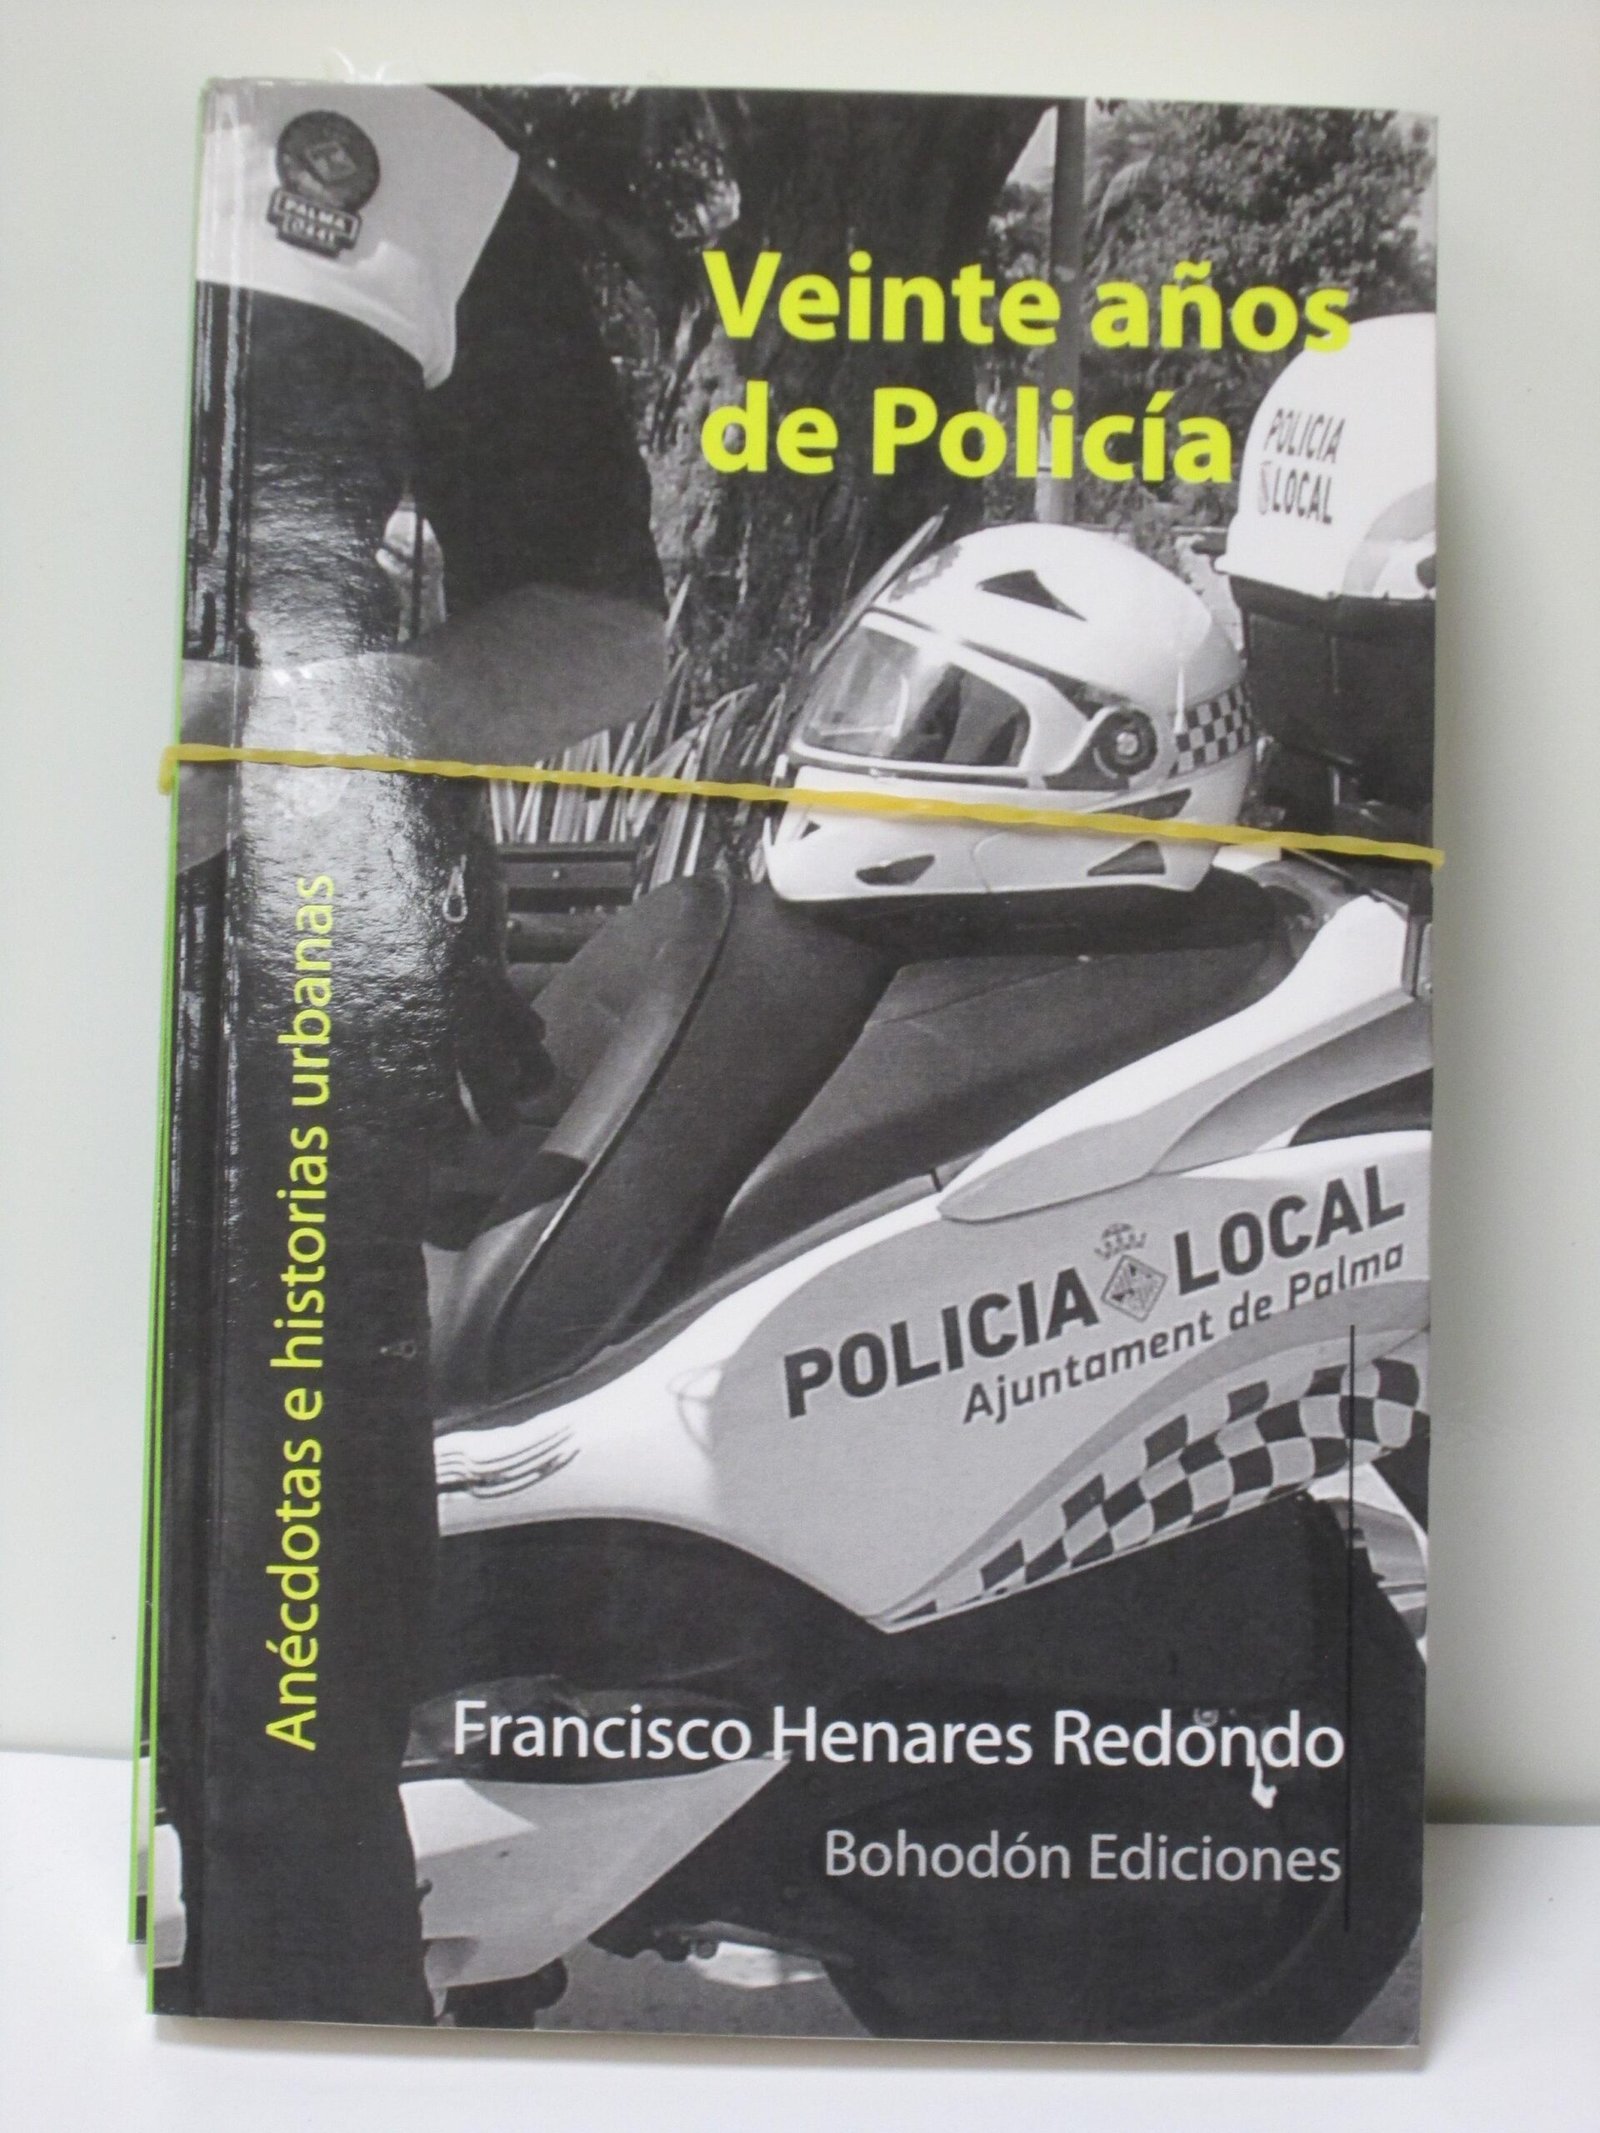 PALMA
Veinte años
de Policía
POLICIA
LOCAL
Anécdotas e historias urbanas
POLICIA LOCAL
Ajuntament de Palma
Francisco Henares Redondo
Bohodón Ediciones